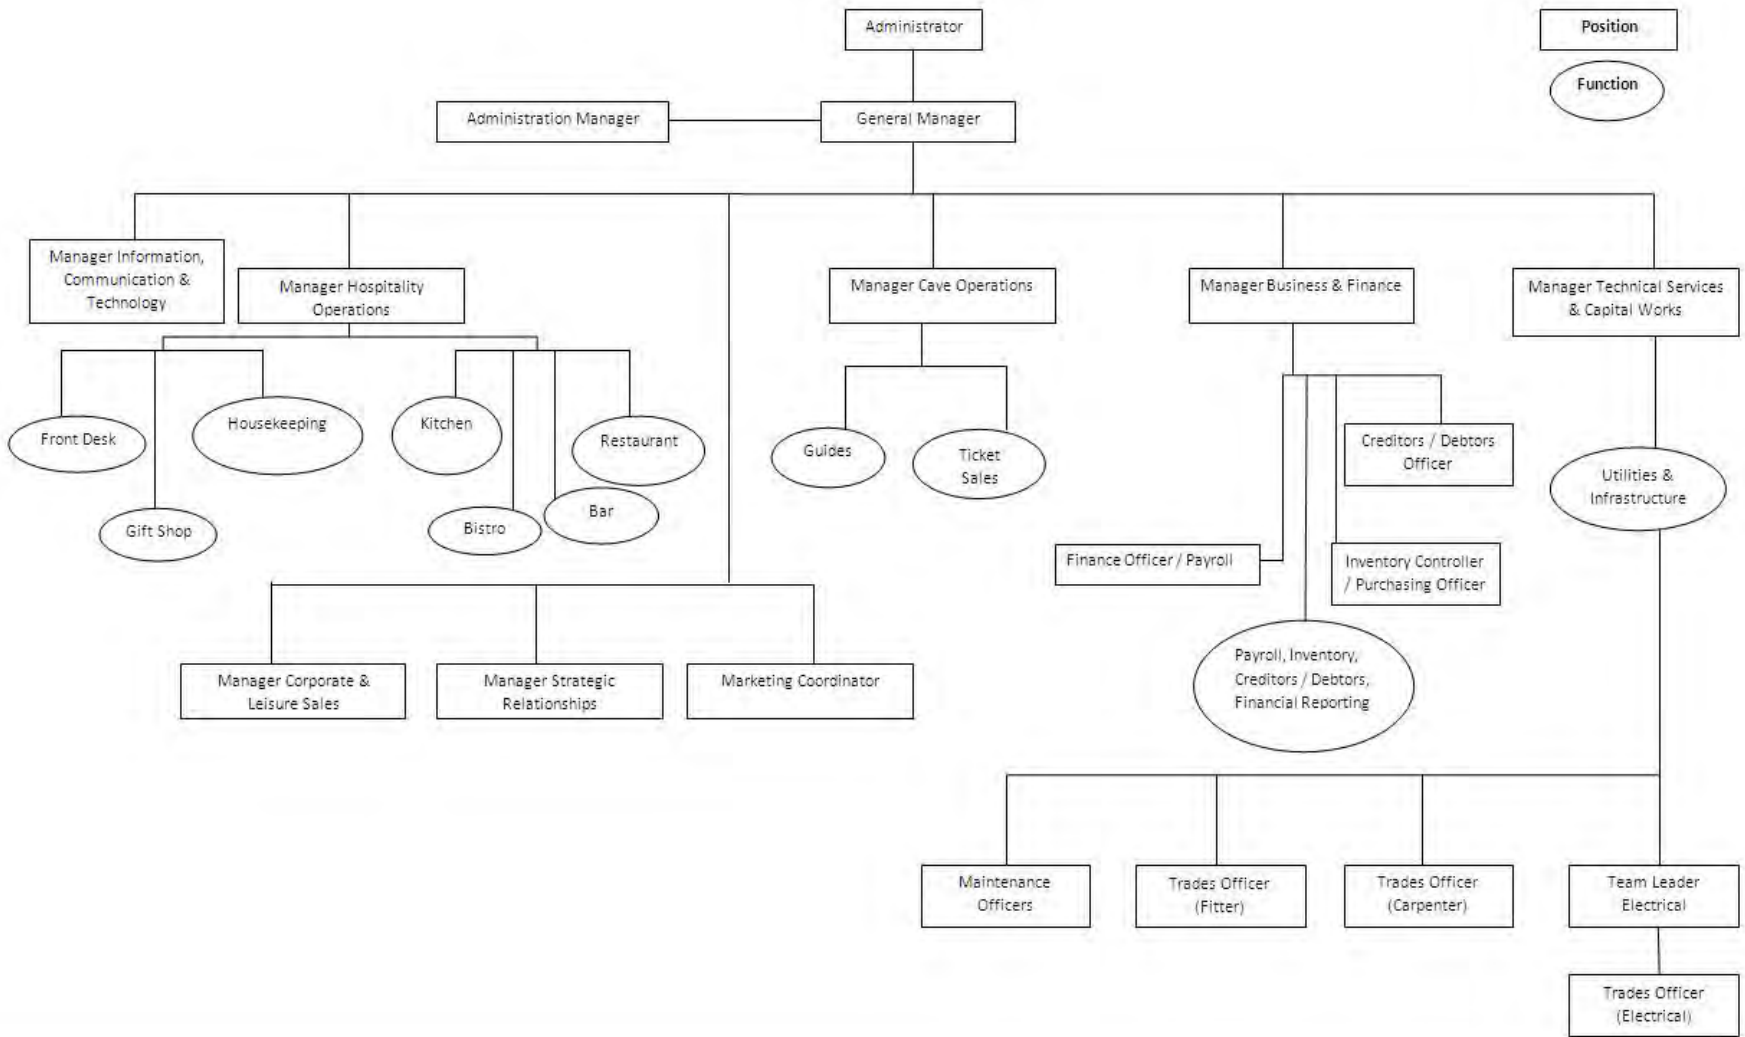 Administrator
Position
Function
Administration Manager
General Manager
Manager Information,
Communication &
Technology
Manager Hospitality
Operations
Manager Cave Operations
Manager Business & Finance
Manager Technical Services
& Capital Works
Front Desk
Gift Shop
Housekeeping
Kitchen
Bistro
Bar
Restaurant
Guides
Ticket
Sales
Creditors / Debtors
Officer
Utilities &
Infrastructure
Finance Officer / Payroll
Inventory Controller
/ Purchasing Officer
Payroll, Inventory,
Creditors / Debtors,
Financial Reporting
Manager Corporate &
Leisure Sales
Manager Strategic
Relationships
Marketing Coordinator
Maintenance
Officers
Trades Officer
(Fitter)
Trades Officer
(Carpenter)
Team Leader
Electrical
Trades Officer
(Electrical)